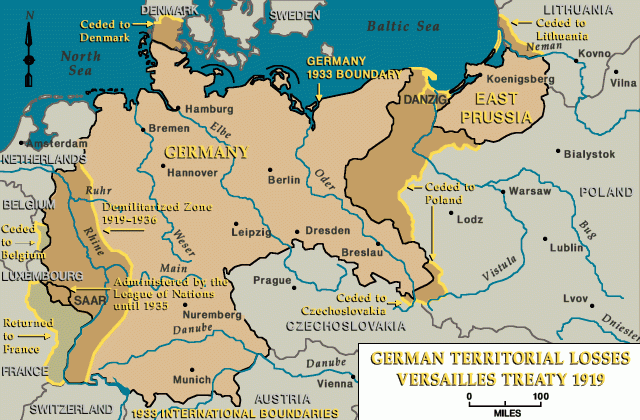 DENMARK
Ceded to
Denmark
SWEDEN
Baltic Sea
LITHUANIA
Ceded to
Lithuania
Neman
N
North
Sea
GERMANY
1933 BOUNDARY
Kovno
Vilna
Koenigsberg
DANZIG
EAST
PRUSSIA
Hamburg
Bremen
Elbe
Amsterdam
NETHERLANDS
GERMANY
Hannover
Berlin
Oder
Bialystok
Ruhr
Demilitarized Zone
1919-1936
Ceded to
Poland
Warsaw
POLAND
BELGIUM
Ceded
to
Belgium
Rhine
Weser
Leipzig
Dresden
Breslau
Lodz
Bug
Lublin
Vistula
LUXEMBOURG
Main
Administered by the
League of Nations
until 1935
SAAR
Prague
Ceded to
Czechoslovakia
Lvov
Dniester
Nuremberg
Returned
to
France
Danube
CZECHOSLOVAKIA
FRANCE
Munich
Danube
Vienna
AUSTRIA
SWITZERLAND
1933 INTERNATIONAL BOUNDARIES
GERMAN TERRITORIAL LOSSES
VERSAILLES TREATY 1919
0 100
MILES